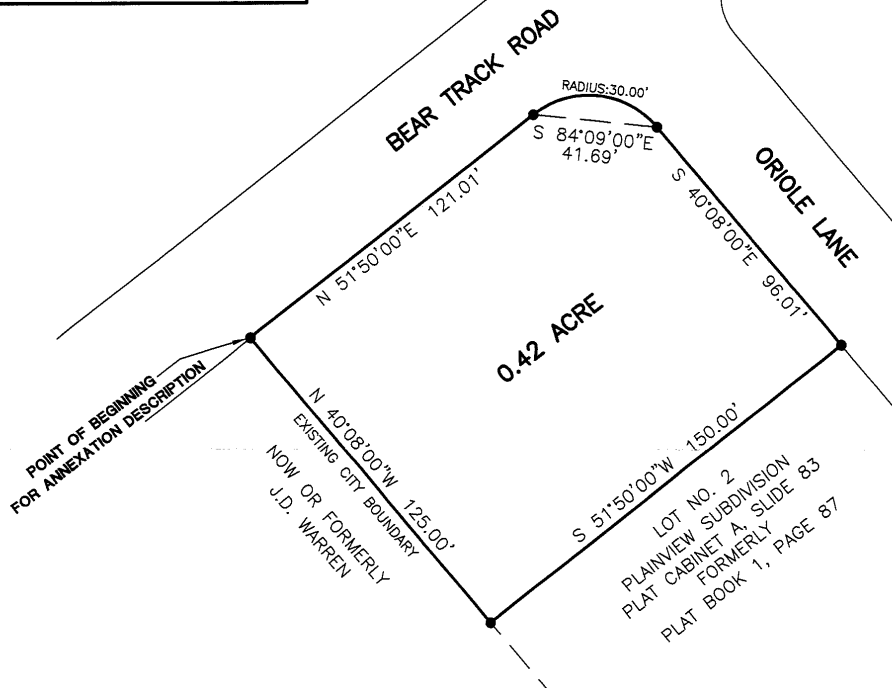 BEAR TRACK ROAD
RADIUS:30.00'
S 84°09'00"E
41.69'
ORIOLE LANE
N 51°50'00"E 121.01'
S 40°08'00"E 96.01'
0.42 ACRE
POINT OF BEGINNING
FOR ANNEXATION DESCRIPTION
N 40°08'00"W 125.00'
EXISTING CITY BOUNDARY
NOW OR FORMERLY
J.D. WARREN
S 51°50'00"W 150.00'
LOT NO. 2
PLAINVIEW SUBDIVISION
PLAT CABINET A, SLIDE 83
FORMERLY
PLAT BOOK 1, PAGE 87